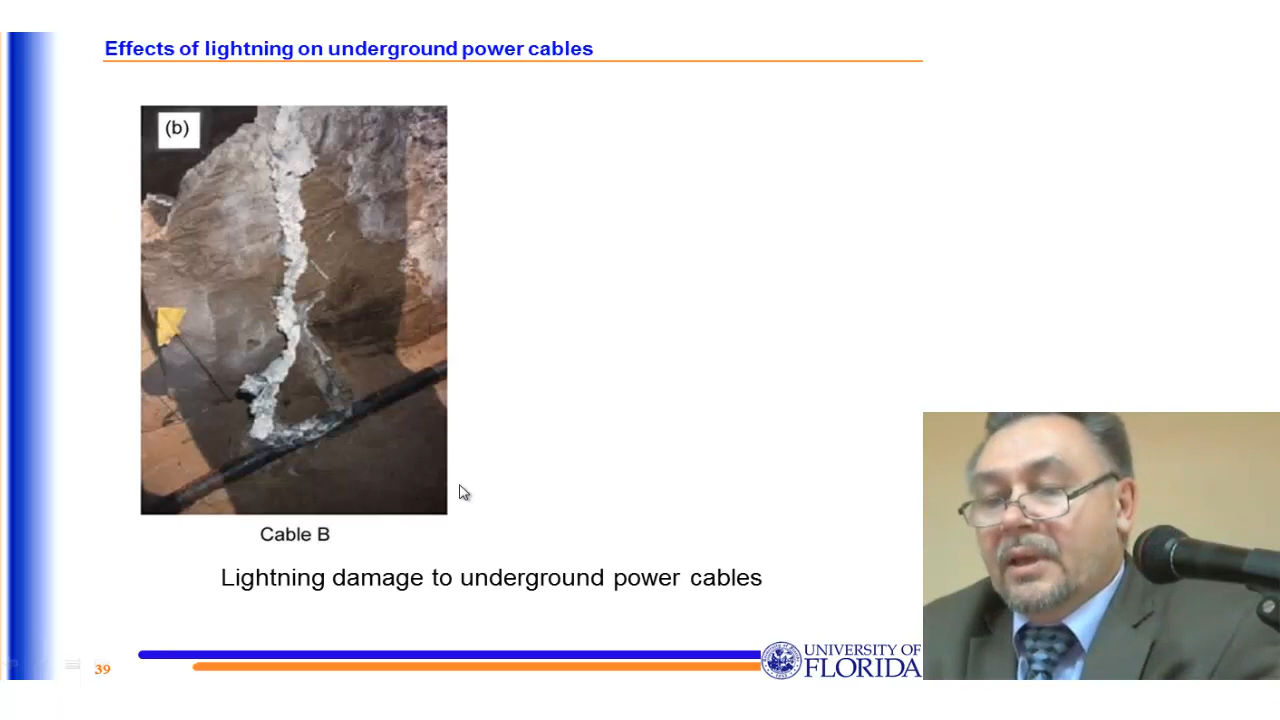 Effects of lightning on underground power cables
(b)
Cable B
Lightning damage to underground power cables
39
UNIVERSITY OF
FLORIDA